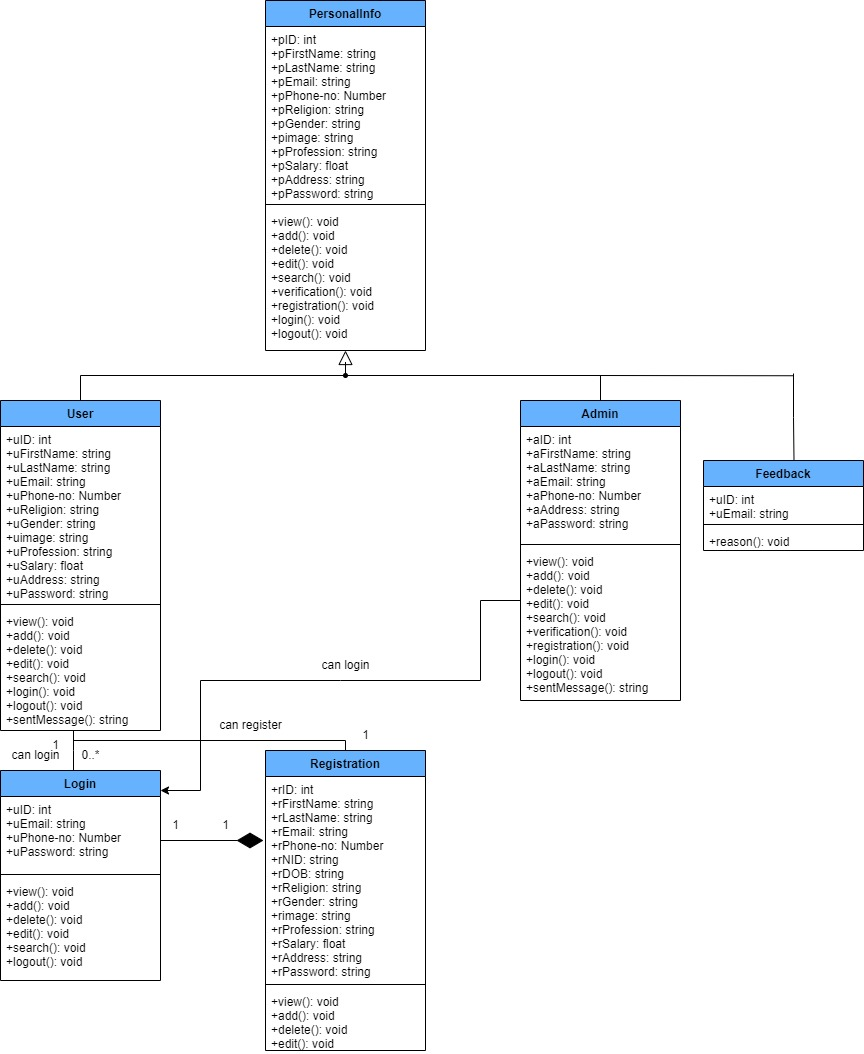 PersonalInfo
+pID: int
+pFirstName: string
+pLastName: string
+pEmail: string
+pPhone-no: Number
+pReligion: string
+pGender: string
+pimage: string
+pProfession: string
+pSalary: float
+pAddress: string
+pPassword: string
+view(): void
+add(): void
+delete(): void
+edit(): void
+search(): void
+verification(): void
+registration(): void
+login(): void
+logout(): void
User
+uID: int
+uFirstName: string
+uLastName: string
+uEmail: string
+uPhone-no: Number
+uReligion: string
+uGender: string
+uimage: string
+uProfession: string
+uSalary: float
+uAddress: string
+uPassword: string
+view(): void
+add(): void
+delete(): void
+edit(): void
+search(): void
+login(): void
+logout(): void
+sentMessage(): string
Admin
+aID: int
+aFirstName: string
+aLastName: string
+aEmail: string
+aPhone-no: Number
+aAddress: string
+aPassword: string
+view(): void
+add(): void
+delete(): void
+edit(): void
+search(): void
+verification(): void
+registration(): void
+login(): void
+logout(): void
+sentMessage(): string
Feedback
+uID: int
+uEmail: string
+reason(): void
can login
can register
1
1
can login
0..*
Login
+uID: int
+uEmail: string
+uPhone-no: Number
+uPassword: string
+view(): void
+add(): void
+delete(): void
+edit(): void
+search(): void
+logout(): void
1
1
Registration
+rID: int
+rFirstName: string
+rLastName: string
+rEmail: string
+rPhone-no: Number
+rNID: string
+rDOB: string
+rReligion: string
+rGender: string
+rimage: string
+rProfession: string
+rSalary: float
+rAddress: string
+rPassword: string
+view(): void
+add(): void
+delete(): void
+edit(): void